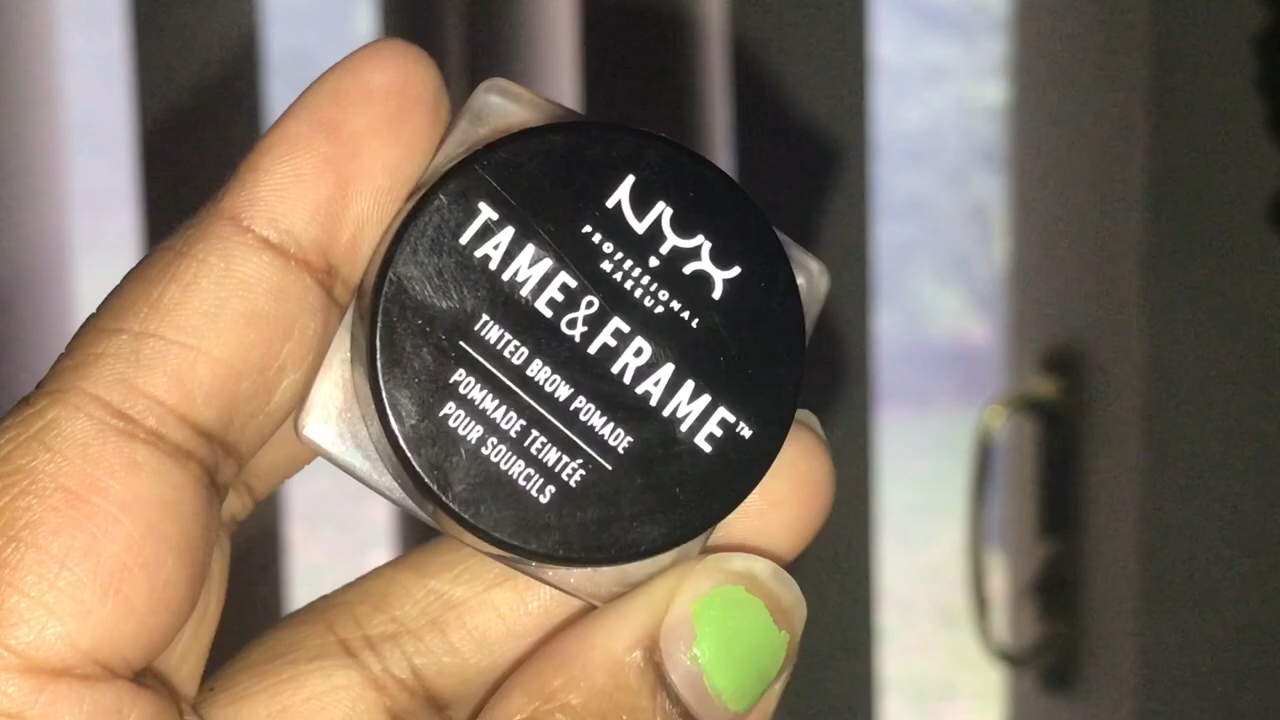 NYX
PROFESSIONAL
MAKEUP
TAME&FRAME™
TINTED BROW POMADE
POMMADE TEINTÉE
POUR SOURCILS